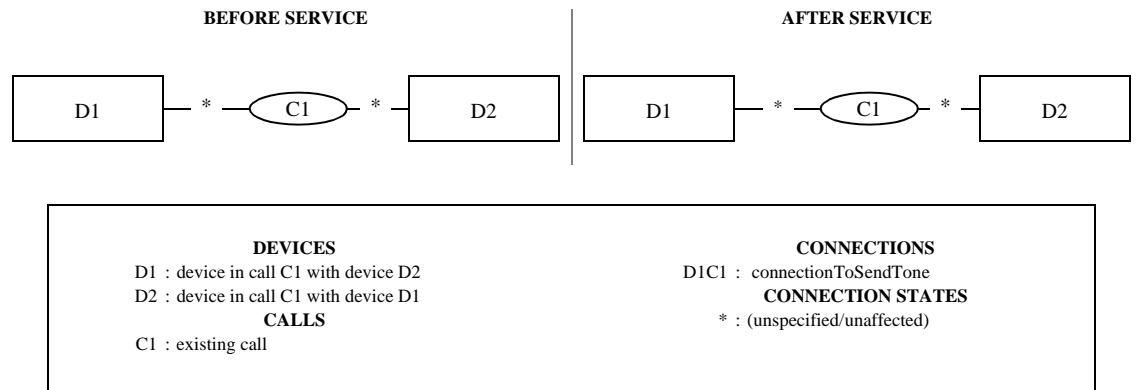 BEFORE SERVICE
AFTER SERVICE
D1 * C1 * D2
D1 * C1 * D2
DEVICES
D1 : device in call C1 with device D2
D2 : device in call C1 with device D1
CALLS
C1 : existing call
CONNECTIONS
D1C1 : connectionToSendTone
CONNECTION STATES
* : (unspecified/unaffected)